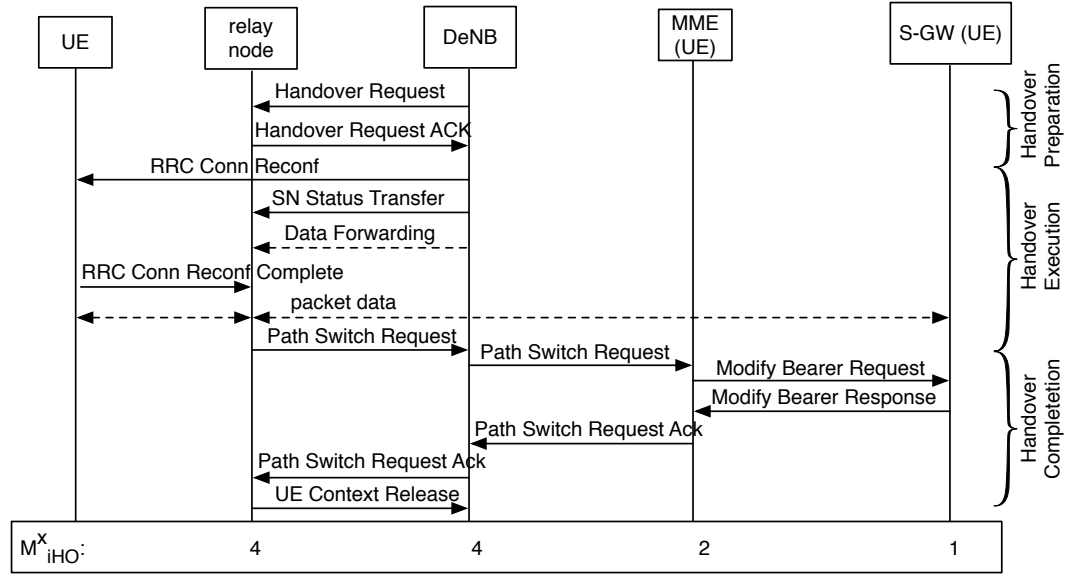 UE
relay
node
DeNB
MME
(UE)
S-GW (UE)
Handover Request
Handover Request ACK
RRC Conn Reconf
SN Status Transfer
Data Forwarding
RRC Conn Reconf Complete
packet data
Path Switch Request
Path Switch Request
Modify Bearer Request
Modify Bearer Response
Path Switch Request Ack
Path Switch Request Ack
UE Context Release
Handover
Preparation
Handover
Execution
Handover
Completetion
M^X_iHO: 4 4 2 1